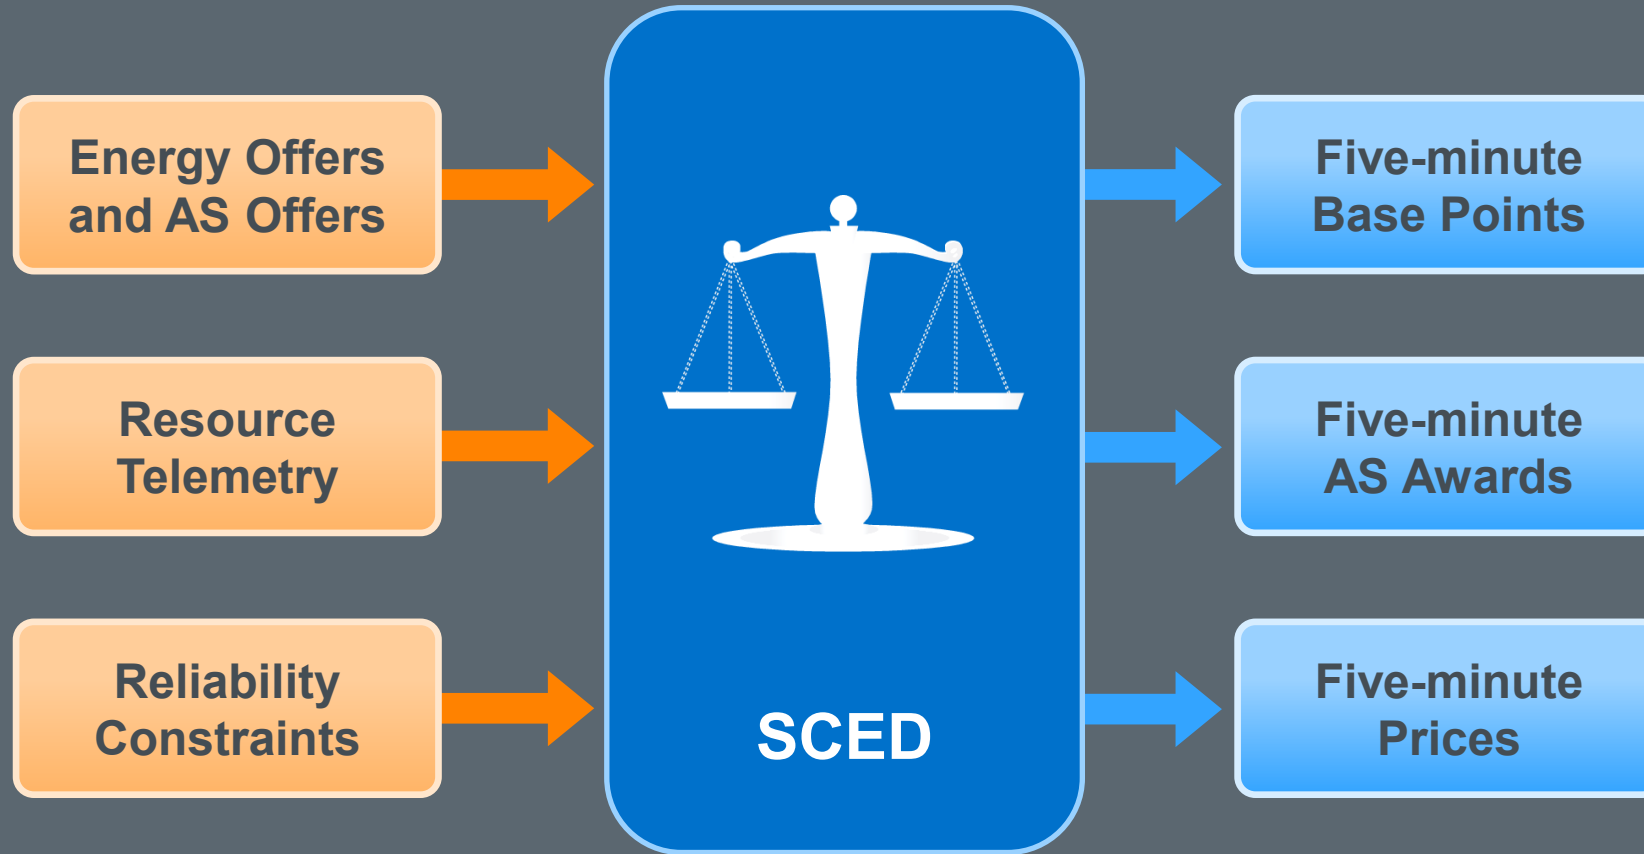 Energy Offers
and AS Offers
Resource
Telemetry
Reliability
Constraints
SCED
Five-minute
Base Points
Five-minute
AS Awards
Five-minute
Prices